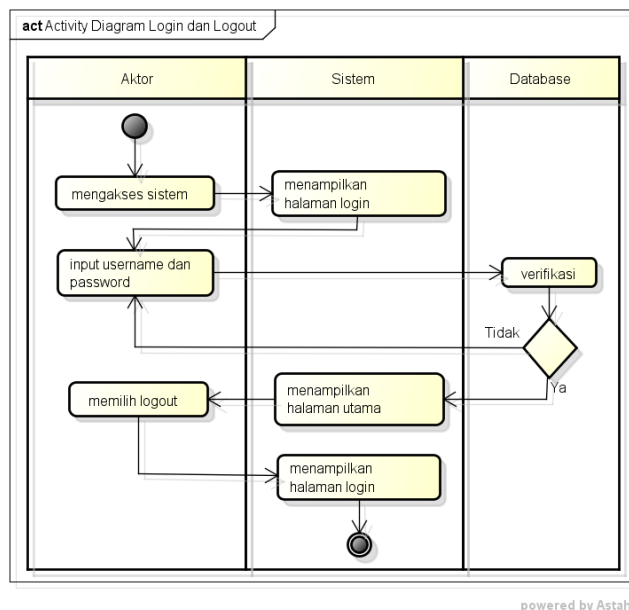 act Activity Diagram Login dan Logout
Aktor
Sistem
Database
mengakses sistem
menampilkan
halaman login
input username dan
password
verifikasi
Tidak
Ya
menampilkan
halaman utama
memilih logout
menampilkan
halaman login
powered by Astah